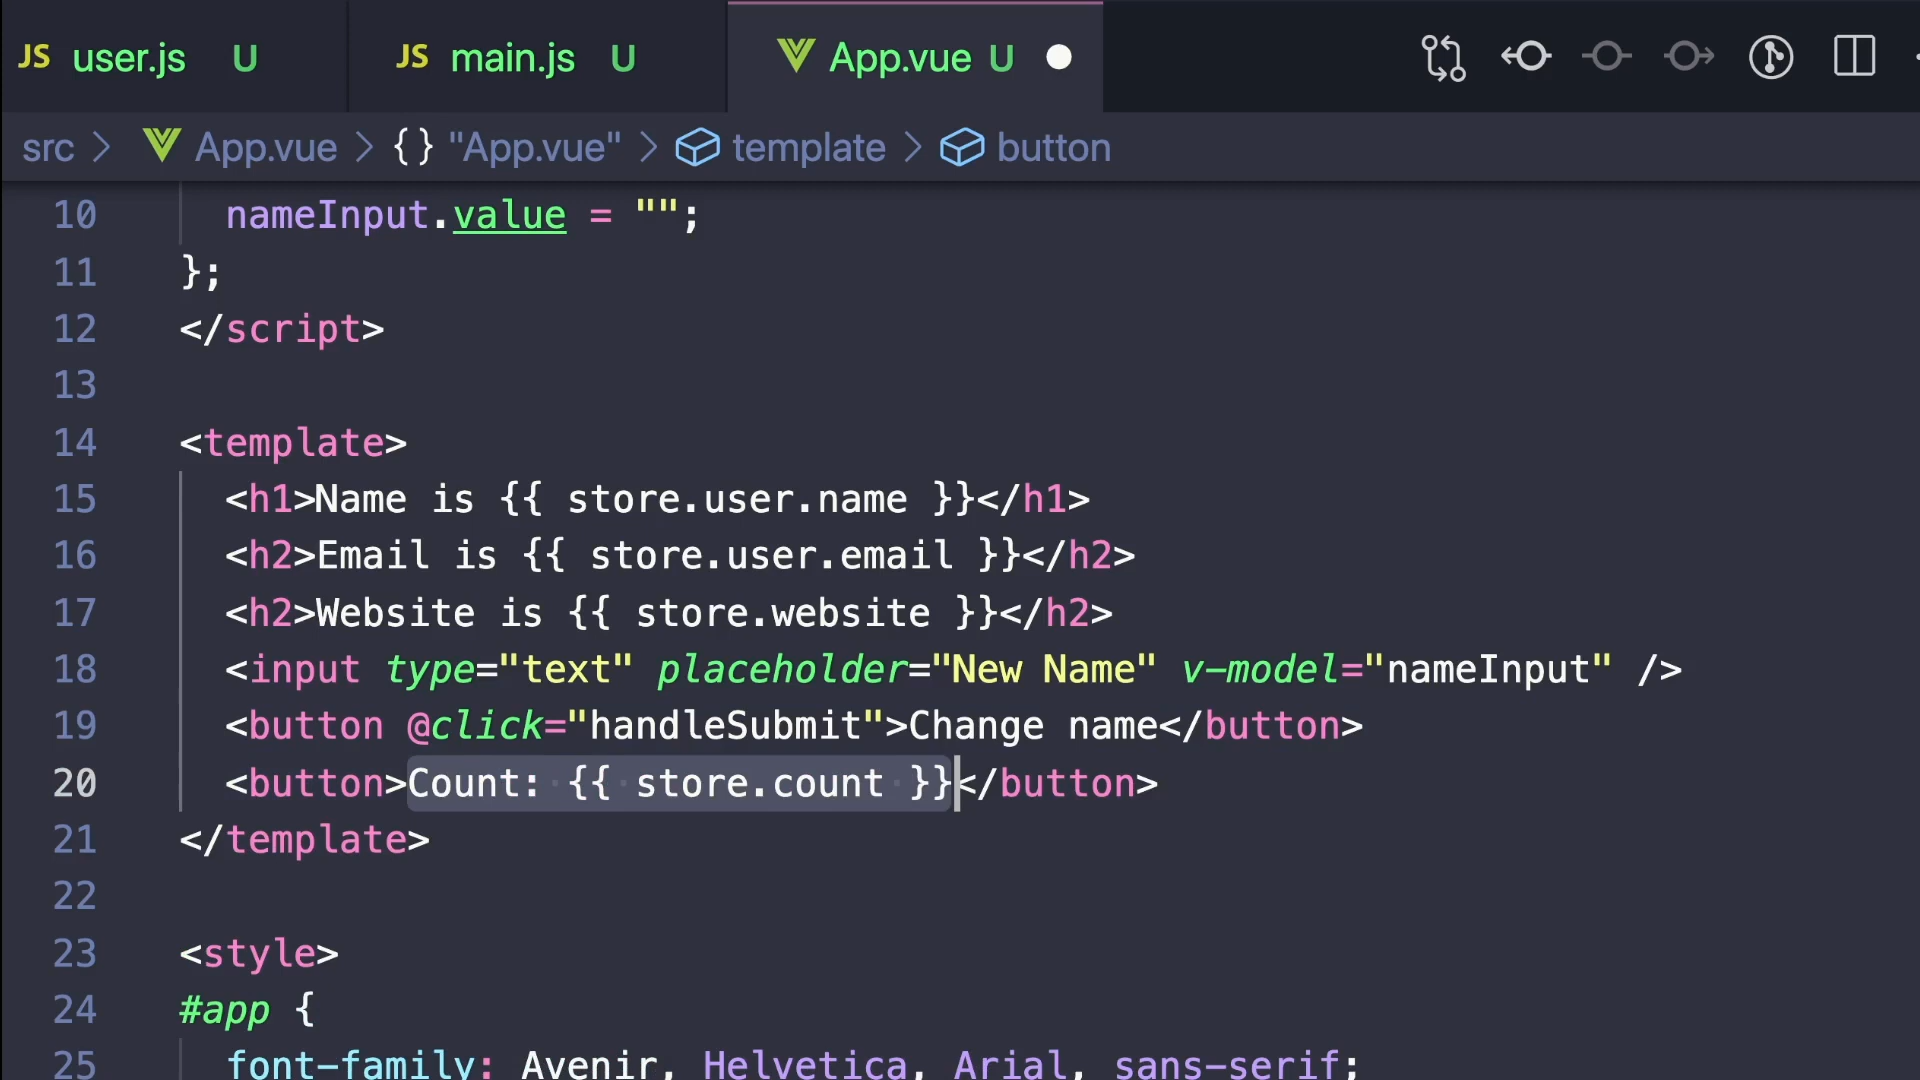 JS user.js U JS main.js U App.vue U
src > App.vue > {} "App.vue" > template > button
10 nameInput.value = "";
11 };
12 </script>
13
14 <template>
15 <h1>Name is {{ store.user.name }}</h1>
16 <h2>Email is {{ store.user.email }}</h2>
17 <h2>Website is {{ store.website }}</h2>
18 <input type="text" placeholder="New Name" v-model="nameInput" />
19 <button @click="handleSubmit">Change name</button>
20 <button>Count: {{ store.count }}</button>
21 </template>
22
23 <style>
24 #app {
25 font-family: Avenir, Helvetica, Arial, sans-serif;